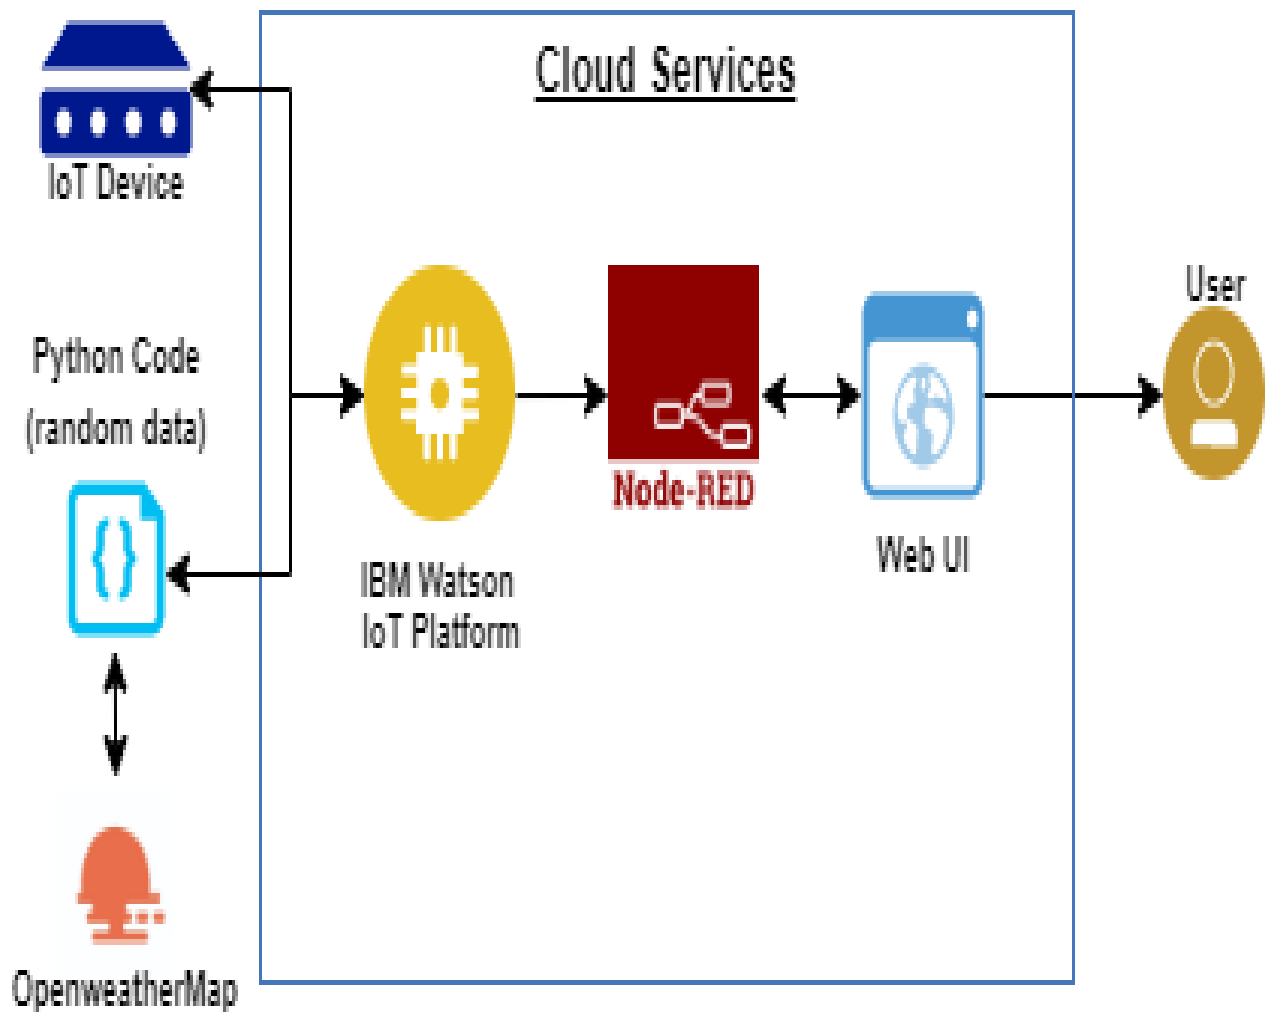 Cloud Services
IoT Device
User
Python Code
(random data)
Node-RED
Web UI
IBM Watson
IoT Platform
OpenweatherMap